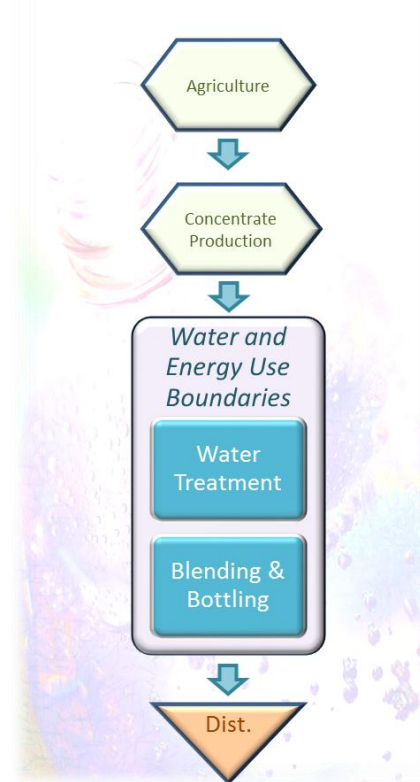 Agriculture
Concentrate
Production
Water and
Energy Use
Boundaries
Water
Treatment
Blending &
Bottling
Dist.